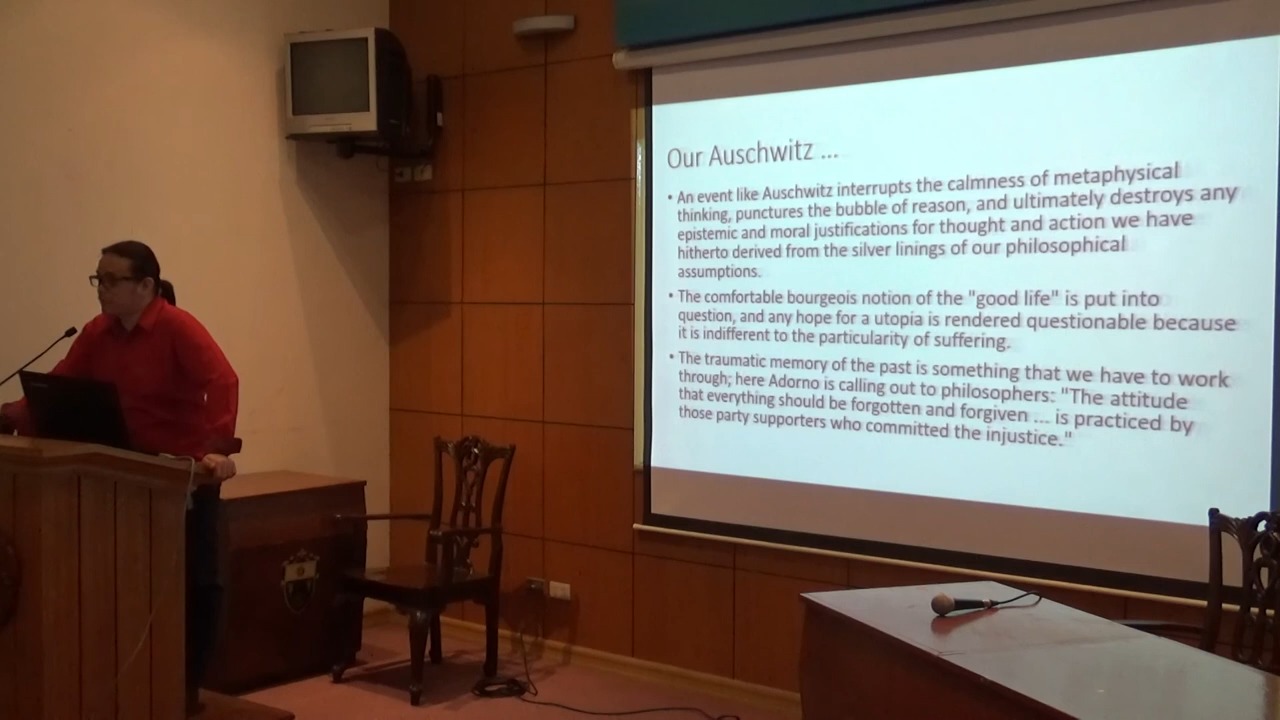 Our Auschwitz ...
• An event like Auschwitz interrupts the calmness of metaphysical
thinking, punctures the bubble of reason, and ultimately destroys any
epistemic and moral justifications for thought and action we have
hitherto derived from the silver linings of our philosophical
assumptions.
• The comfortable bourgeois notion of the "good life" is put into
question, and any hope for a utopia is rendered questionable because
it is indifferent to the particularity of suffering.
• The traumatic memory of the past is something that we have to work
through; here Adorno is calling out to philosophers: "The attitude
that everything should be forgotten and forgiven ... is practiced by
those party supporters who committed the injustice."